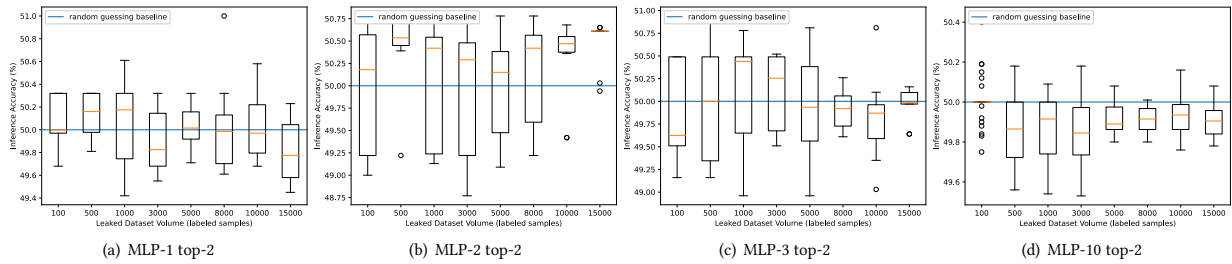 51.0
50.8
50.6
50.4
50.2
50.0
49.8
49.6
49.4
Inference Accuracy (%)
random guessing baseline
100 500 1000 3000 5000 8000 10000 15000
Leaked Dataset Volume (labeled samples)
(a) MLP-1 top-2
50.75
50.50
50.25
50.00
49.75
49.50
49.25
49.00
48.75
Inference Accuracy (%)
random guessing baseline
100 500 1000 3000 5000 8000 10000 15000
Leaked Dataset Volume (labeled samples)
(b) MLP-2 top-2
51.00
50.75
50.50
50.25
50.00
49.75
49.50
49.25
49.00
Inference Accuracy (%)
random guessing baseline
100 500 1000 3000 5000 8000 10000 15000
Leaked Dataset Volume (labeled samples)
(c) MLP-3 top-2
50.4
50.2
50.0
49.8
49.6
Inference Accuracy (%)
random guessing baseline
100 500 1000 3000 5000 8000 10000 15000
Leaked Dataset Volume (labeled samples)
(d) MLP-10 top-2